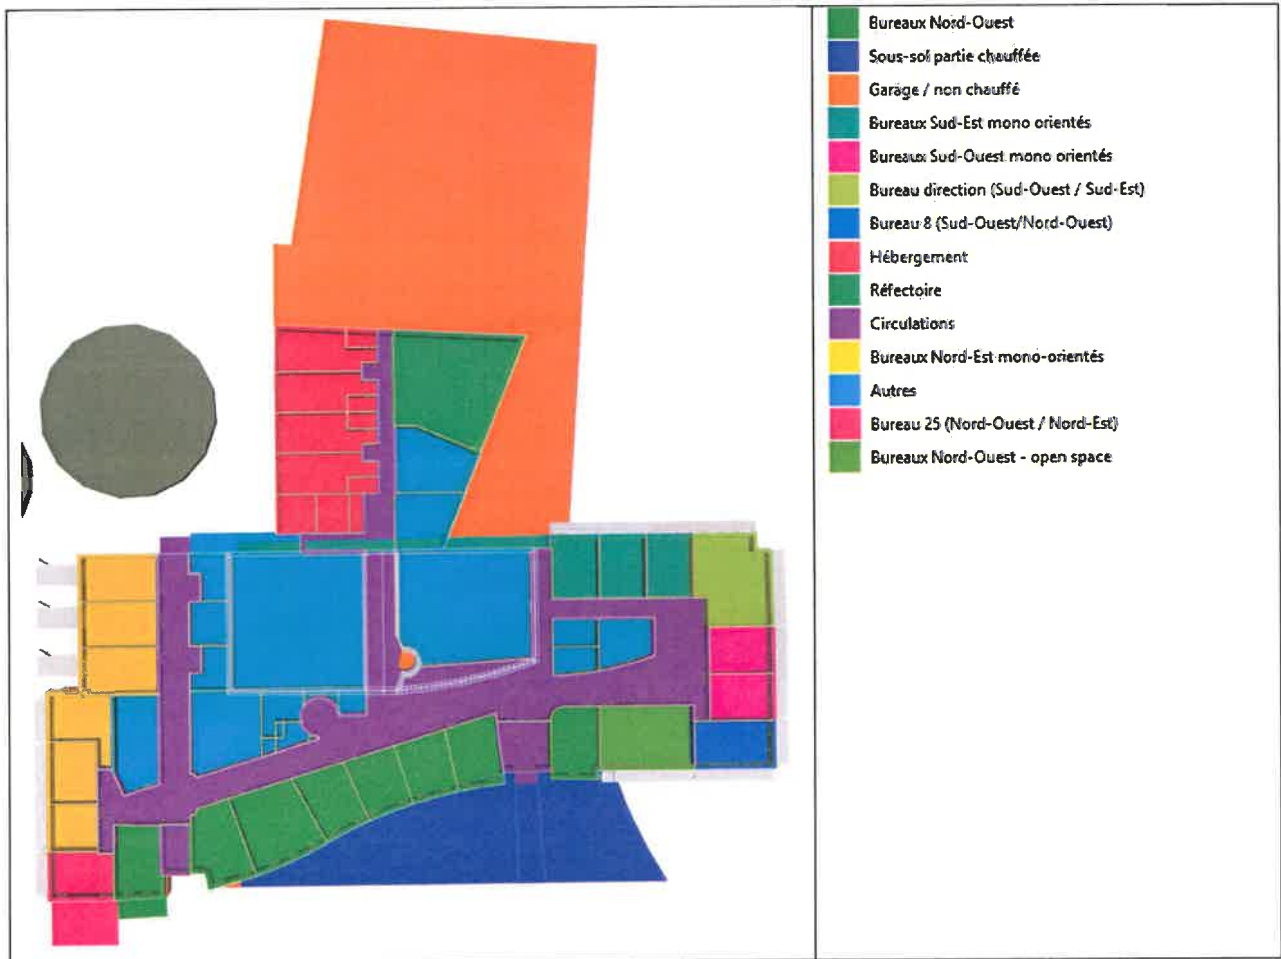 Bureaux Nord-Ouest
Sous-sol partie chauffée
Garage / non chauffé
Bureaux Sud-Est mono orientés
Bureaux Sud-Ouest mono orientés
Bureau direction (Sud-Ouest / Sud-Est)
Bureau 8 (Sud-Ouest/Nord-Ouest)
Hébergement
Réfectoire
Circulations
Bureaux Nord-Est mono-orientés
Autres
Bureau 25 (Nord-Ouest / Nord-Est)
Bureaux Nord-Ouest - open space